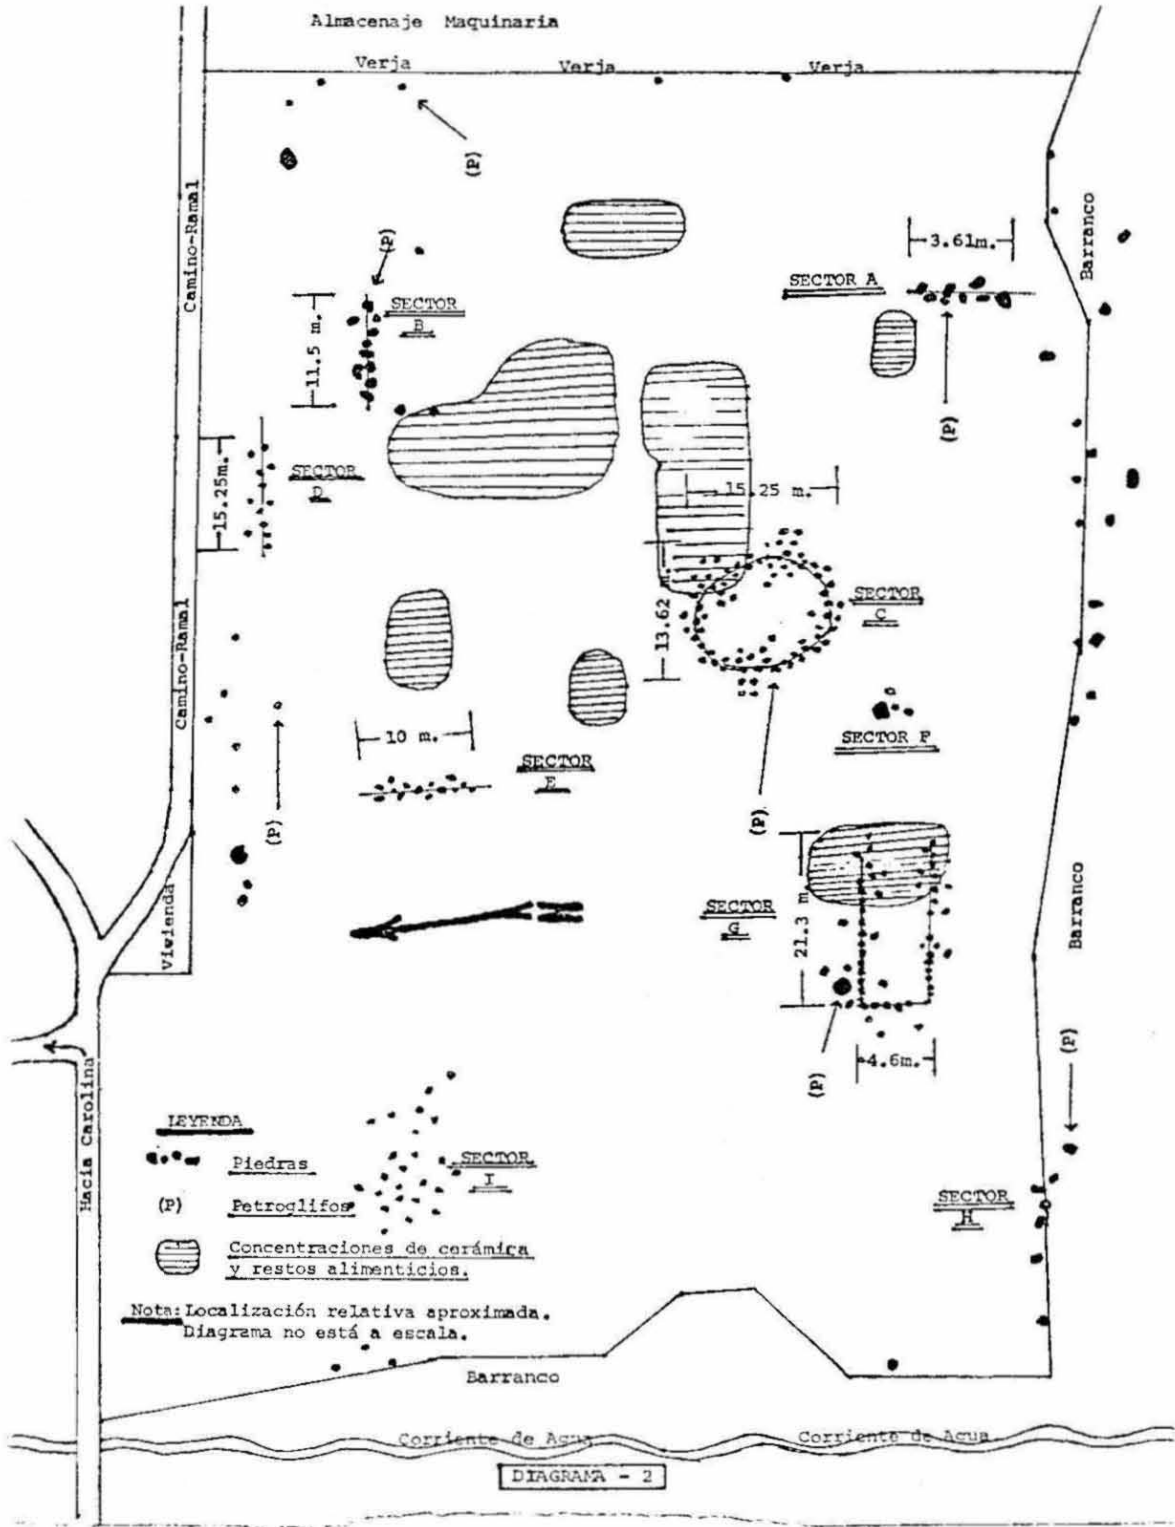 Almacenaje Maquinaria
Verja Verja Verja
(P)
Camino-Ramal
Barranco
(P)
3.61m.
SECTOR A
SECTOR
B
11.5 m.
(P)
SECTOR
D
15.25m.
15.25 m.
13.62
SECTOR
C
Camino-Ramal
10 m.
SECTOR F
SECTOR
E
(P)
(P)
Vivienda
SECTOR
G
21.3 m
Barranco
4.6m.
(P)
(P)
Hacia Carolina
LEYENDA
Piedras
(P) Petroglifos
Concentraciones de cerámica
y restos alimenticios.
SECTOR
I
SECTOR
H
Nota: Localización relativa aproximada.
Diagrama no está a escala.
Barranco
Corriente de Agua Corriente de Agua
DIAGRAMA - 2